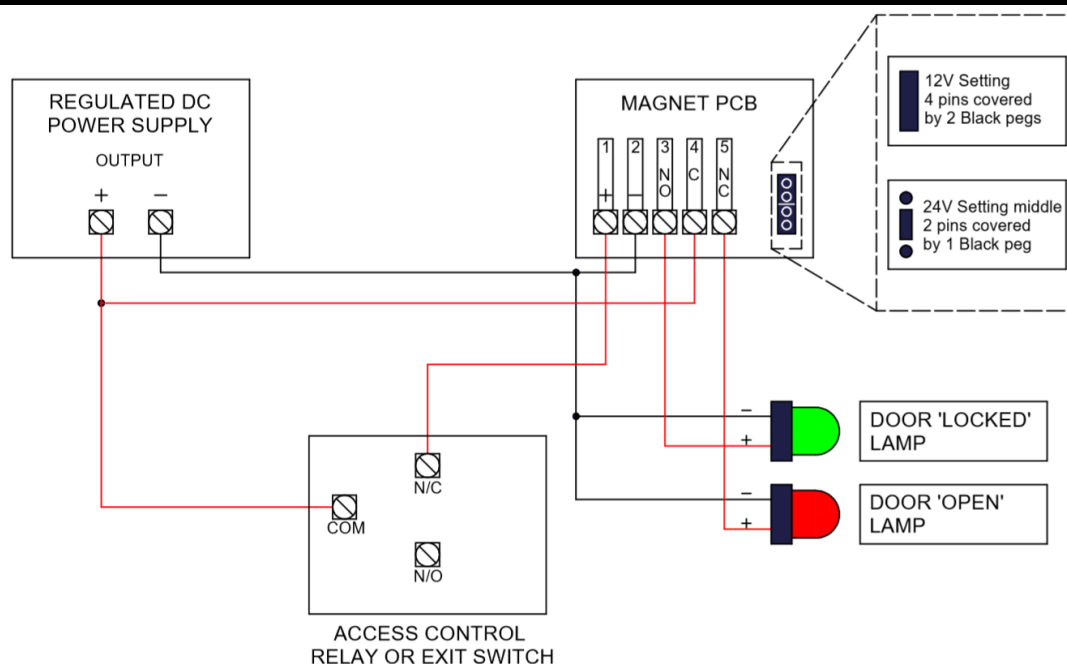 REGULATED DC
POWER SUPPLY
OUTPUT
+
−
MAGNET PCB
1
+
2
−
3
NO
4
C
5
NC
12V Setting
4 pins covered
by 2 Black pegs
24V Setting middle
2 pins covered
by 1 Black peg
−
+
DOOR 'LOCKED'
LAMP
−
+
DOOR 'OPEN'
LAMP
N/C
COM
N/O
ACCESS CONTROL
RELAY OR EXIT SWITCH